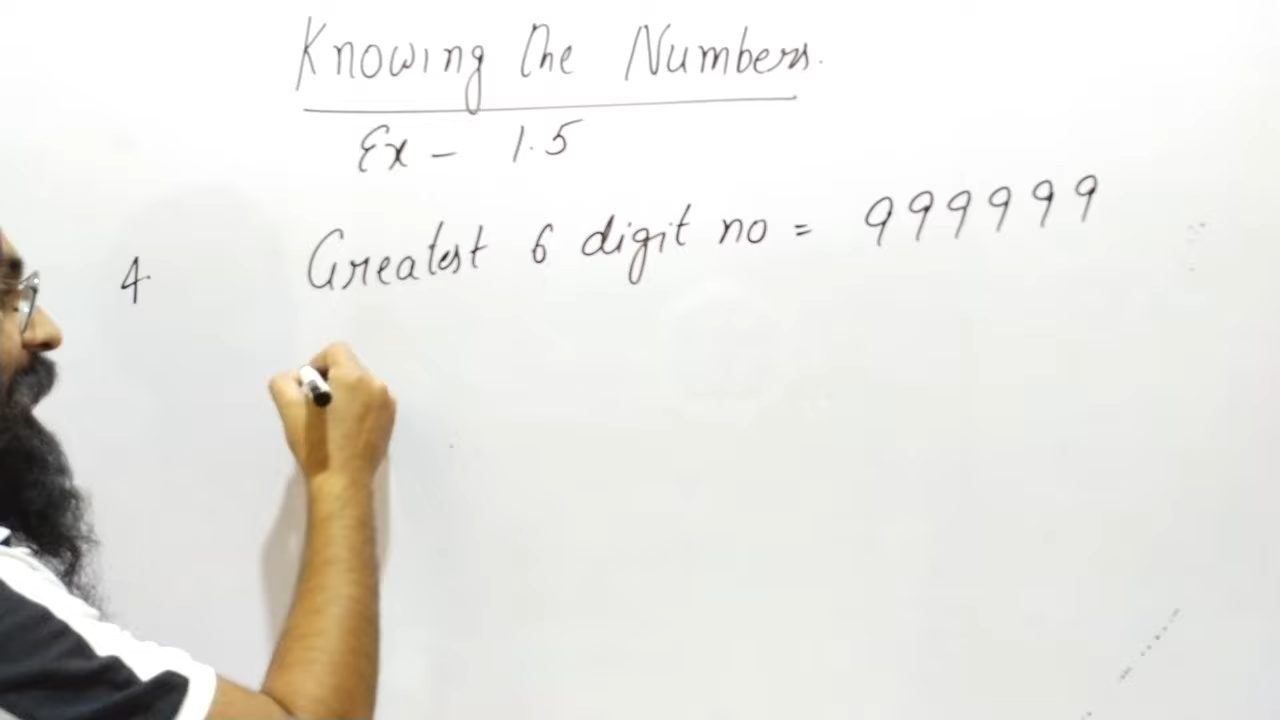 Knowing The Numbers.
Ex - 1.5
4. Greatest 6 digit no = 999999